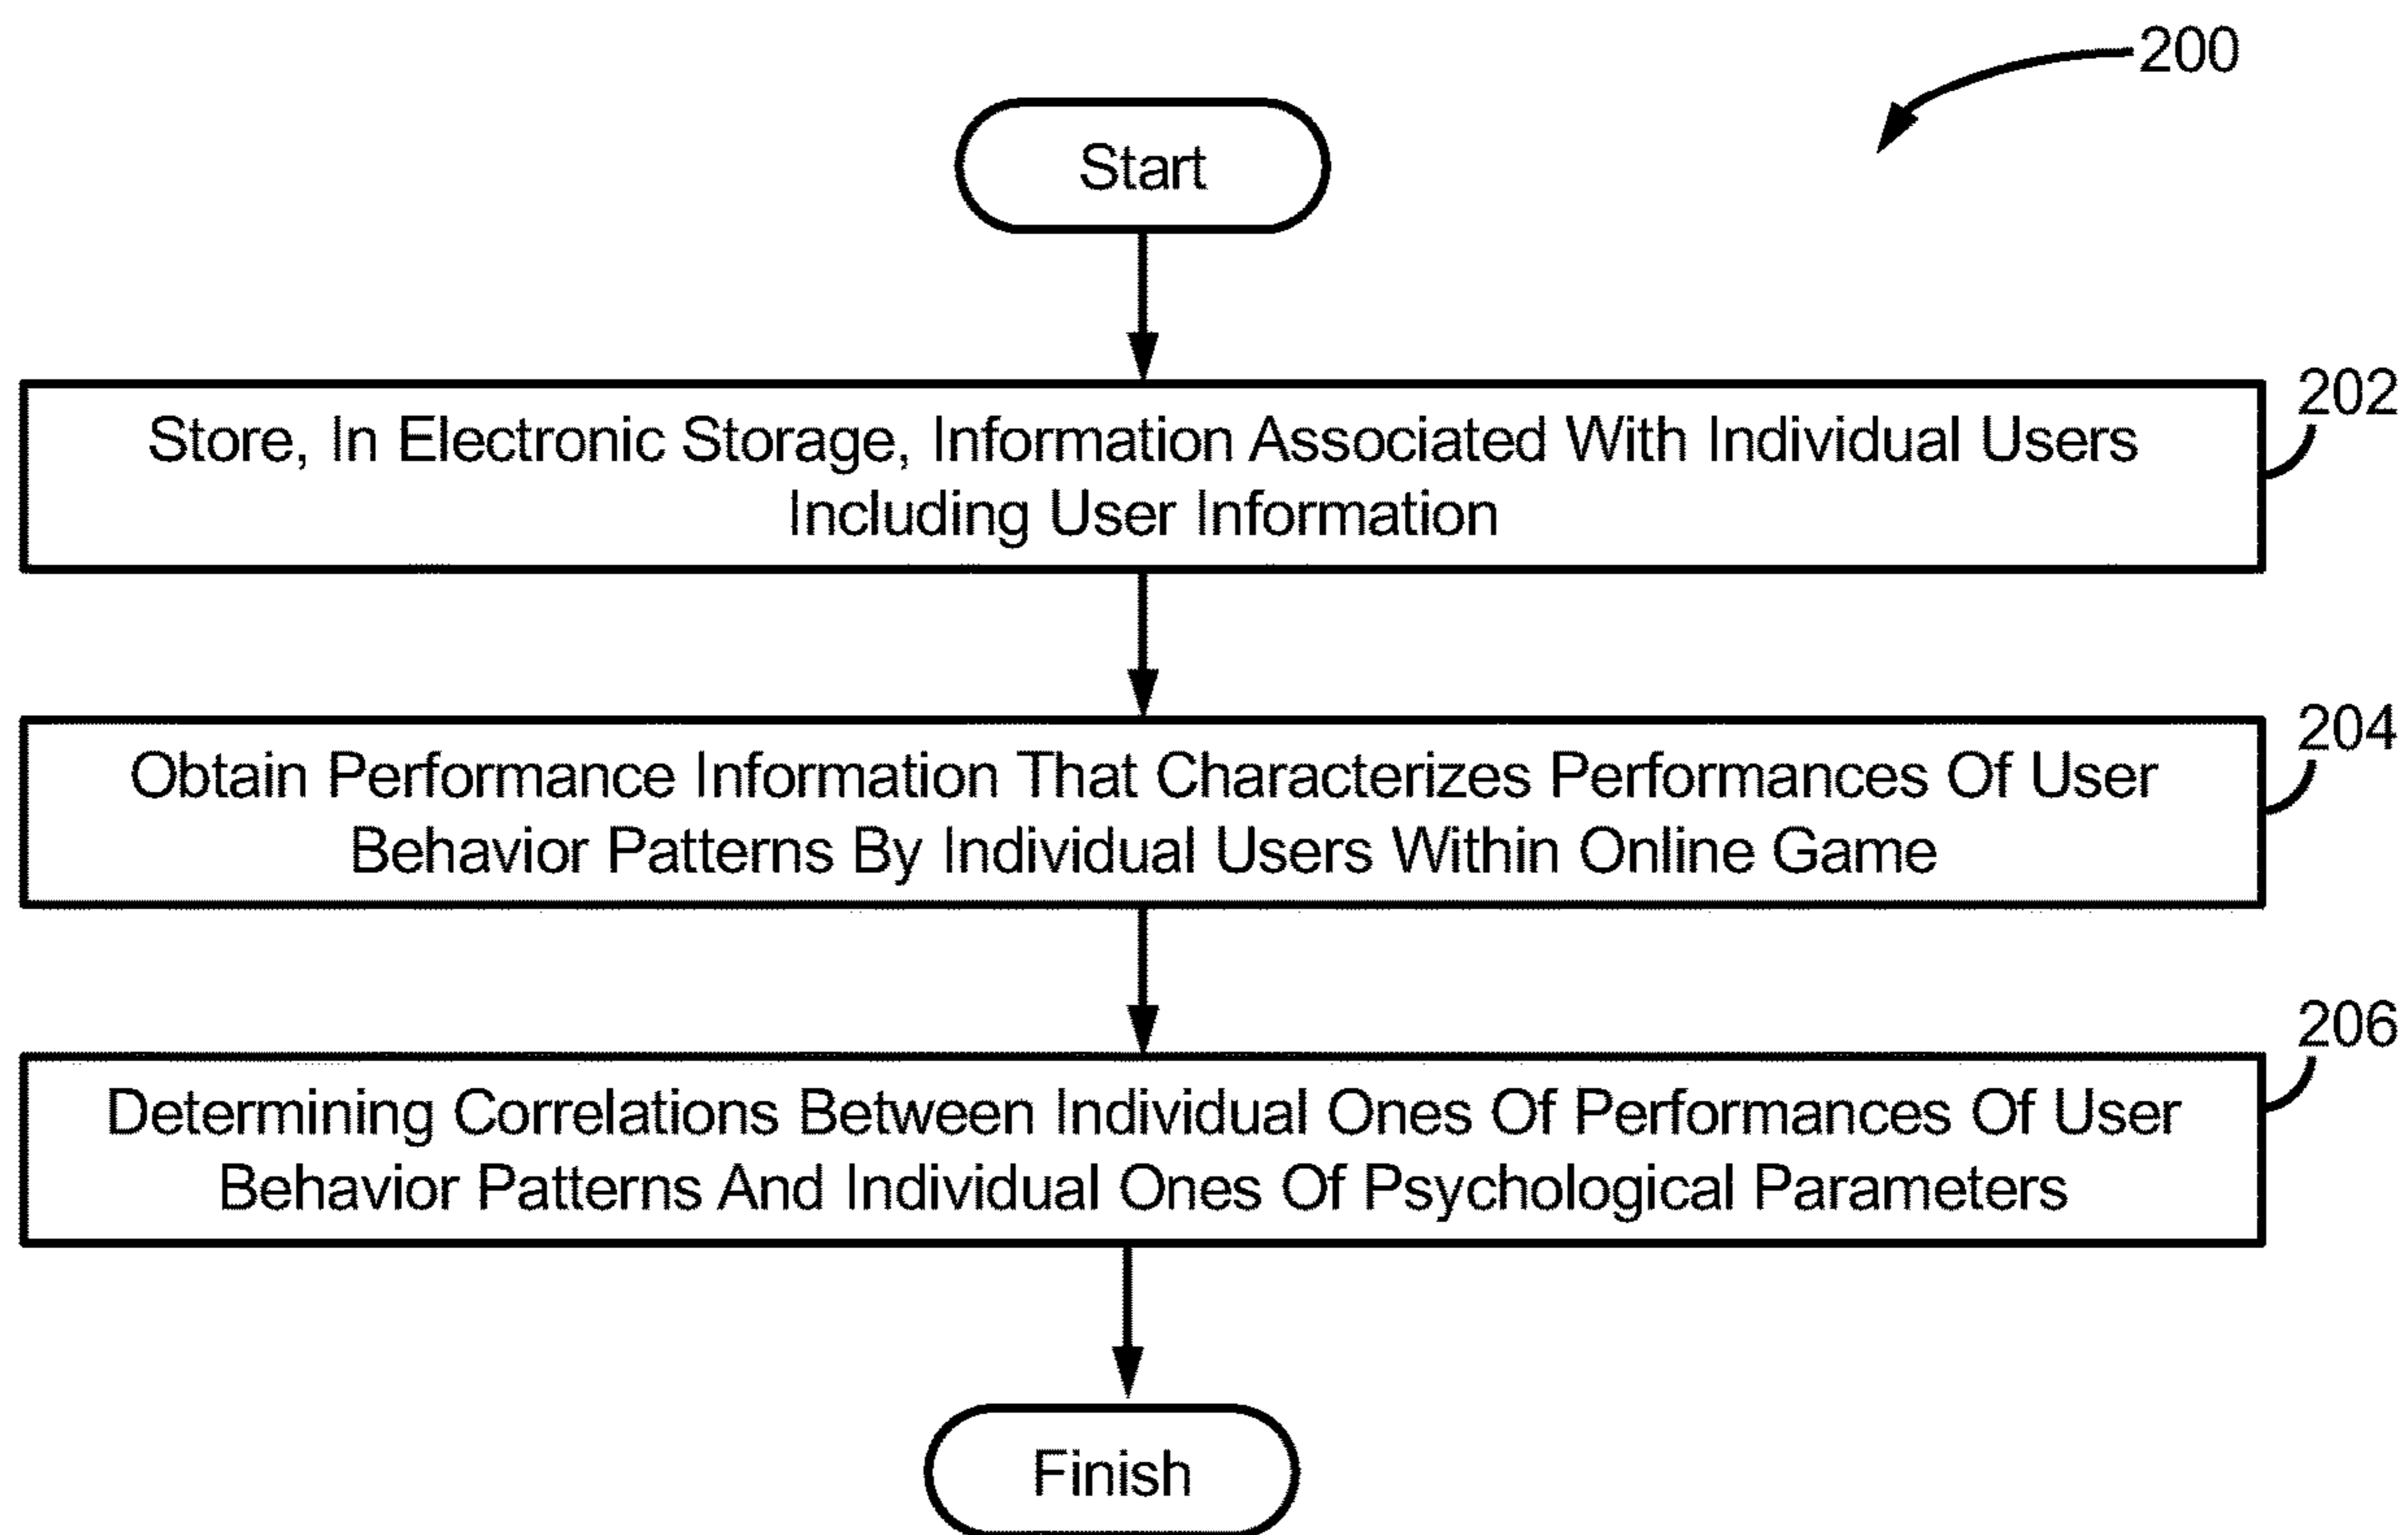 200
Start
202
Store, In Electronic Storage, Information Associated With Individual Users
Including User Information
204
Obtain Performance Information That Characterizes Performances Of User
Behavior Patterns By Individual Users Within Online Game
206
Determining Correlations Between Individual Ones Of Performances Of User
Behavior Patterns And Individual Ones Of Psychological Parameters
Finish